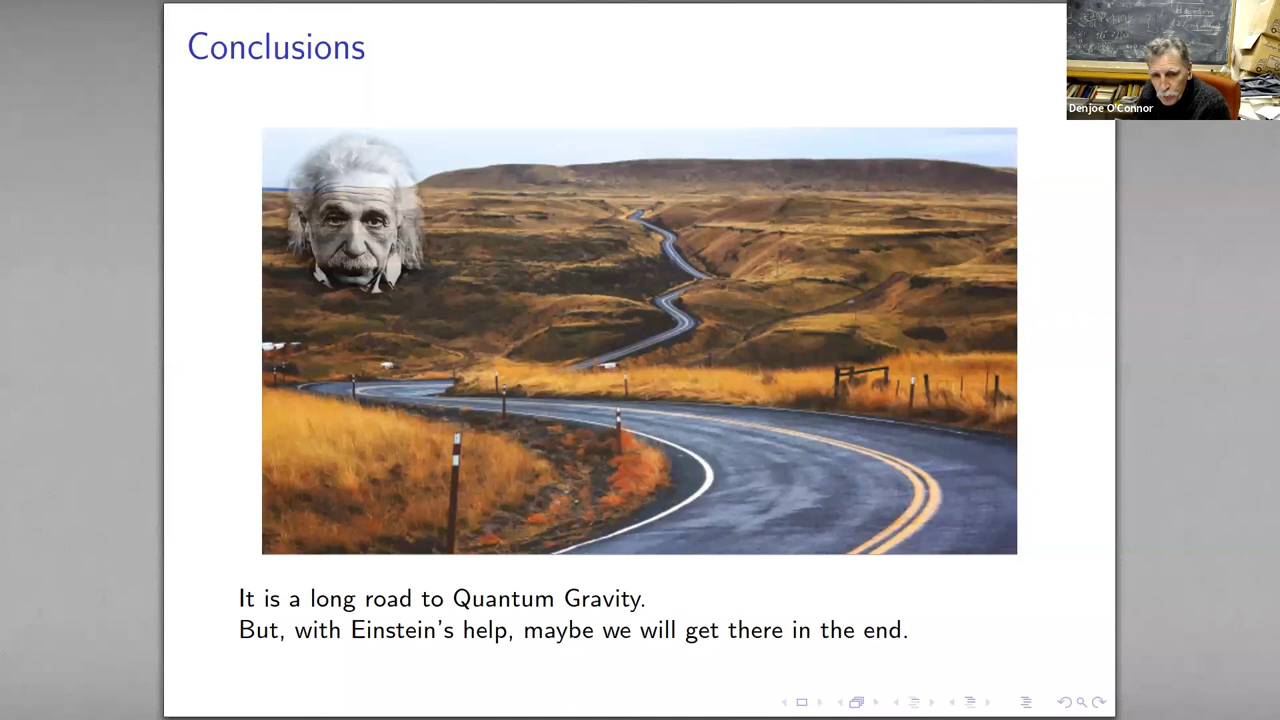 Conclusions
Denjoe O'Connor
It is a long road to Quantum Gravity.
But, with Einstein's help, maybe we will get there in the end.